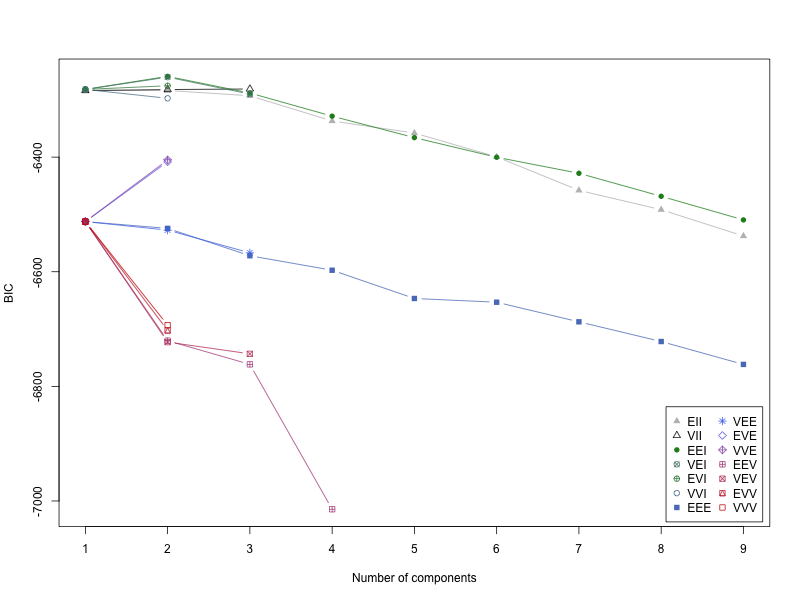 BIC
-6400
-6600
-6800
-7000
1 2 3 4 5 6 7 8 9
Number of components
EII VEE
VII EVE
EEI VVE
VEI EEV
EVI VEV
VVI EVV
EEE VVV